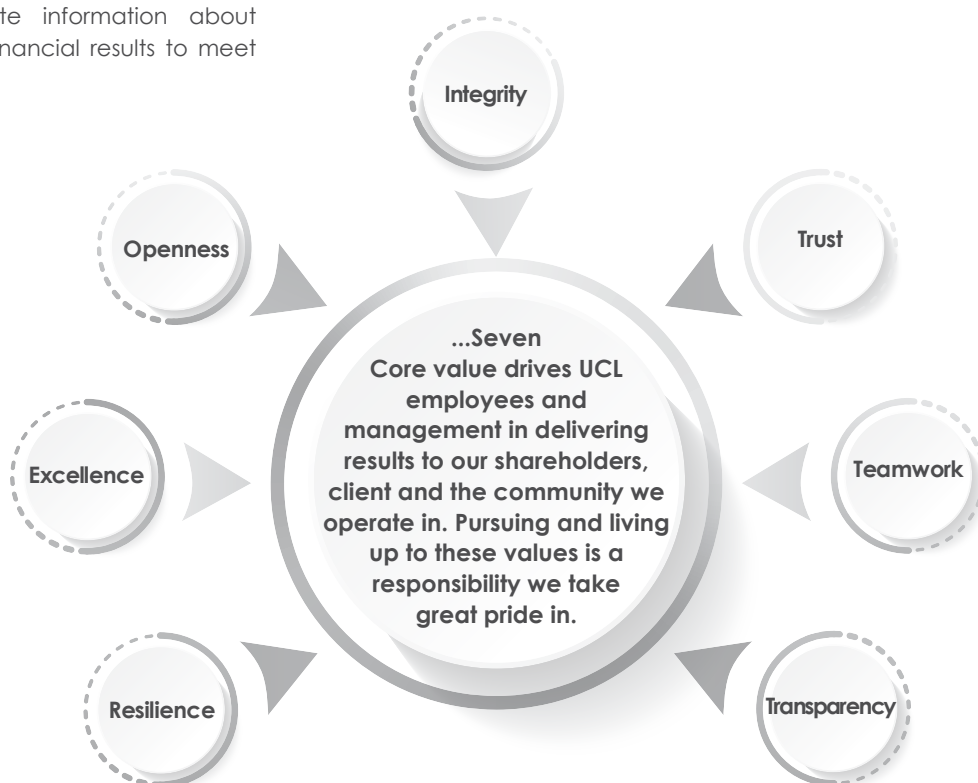 te information about
nancial results to meet
Integrity
Openness
Trust
...Seven
Core value drives UCL
employees and
management in delivering
results to our shareholders,
client and the community we
operate in. Pursuing and living
up to these values is a
responsibility we take
great pride in.
Excellence
Teamwork
Resilience
Transparency